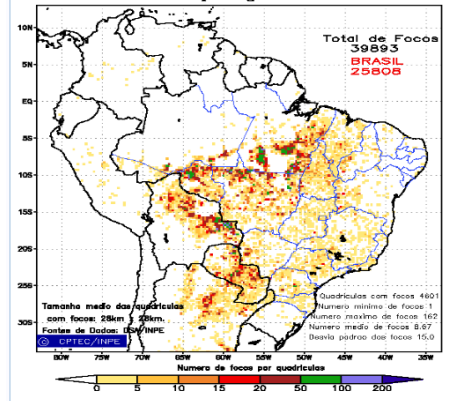 Total de Focos
39893
BRASIL
25808
10N
5N
EQ
5S
10S
15S
20S
25S
30S
Quadriculas com focos 4601
Numero minimo de focos 1
Numero maximo de focos 162
Numero medio de focos 8.67
Desvio padrao dos focos 15.0
Tamanho medio das quadriculas
com focos: 28km 28km.
Fontes de Dados: DSA/INPE
© CPTEC/INPE
80W 75W 70W 65W 60W 55W 50W 45W 40W 35W
Numero de focos por quadriculas
0 5 10 15 20 50 100 200